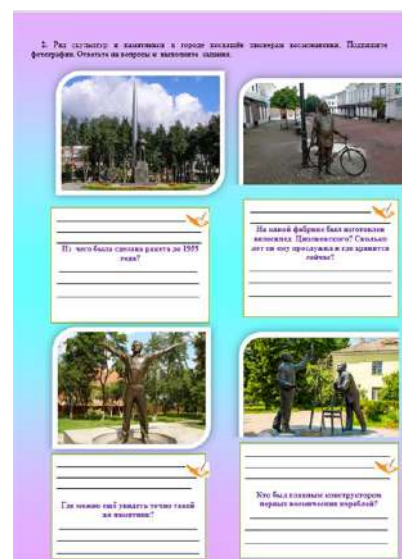 2. Ряд скульптур и памятников в городе посвящён пионерам космонавтики. Подпишите
фотографии. Ответьте на вопросы и выполните задания.
Из чего была сделана ракета до 1955
года?
На какой фабрике был изготовлен
велосипед Циолковского? Сколько
лет он ему прослужил и где хранится
сейчас?
Где можно ещё увидеть точно такой
же памятник?
Кто был главным конструктором
первых космических кораблей?